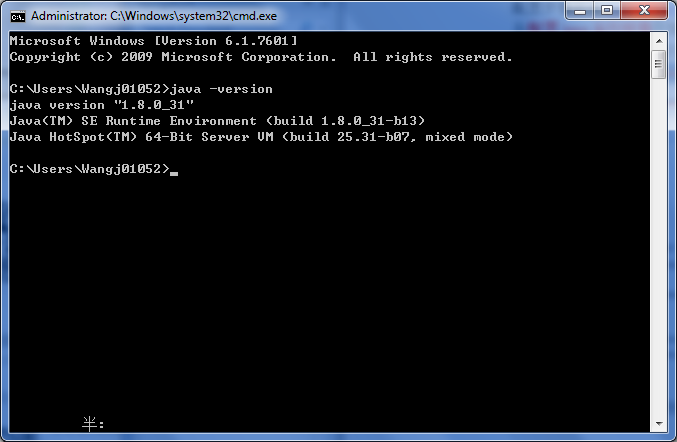 Administrator: C:\Windows\system32\cmd.exe
Microsoft Windows [Version 6.1.7601]
Copyright (c) 2009 Microsoft Corporation.  All rights reserved.
C:\Users\Wangj01052>java -version
java version "1.8.0_31"
Java(TM) SE Runtime Environment (build 1.8.0_31-b13)
Java HotSpot(TM) 64-Bit Server VM (build 25.31-b07, mixed mode)
C:\Users\Wangj01052>_
半: